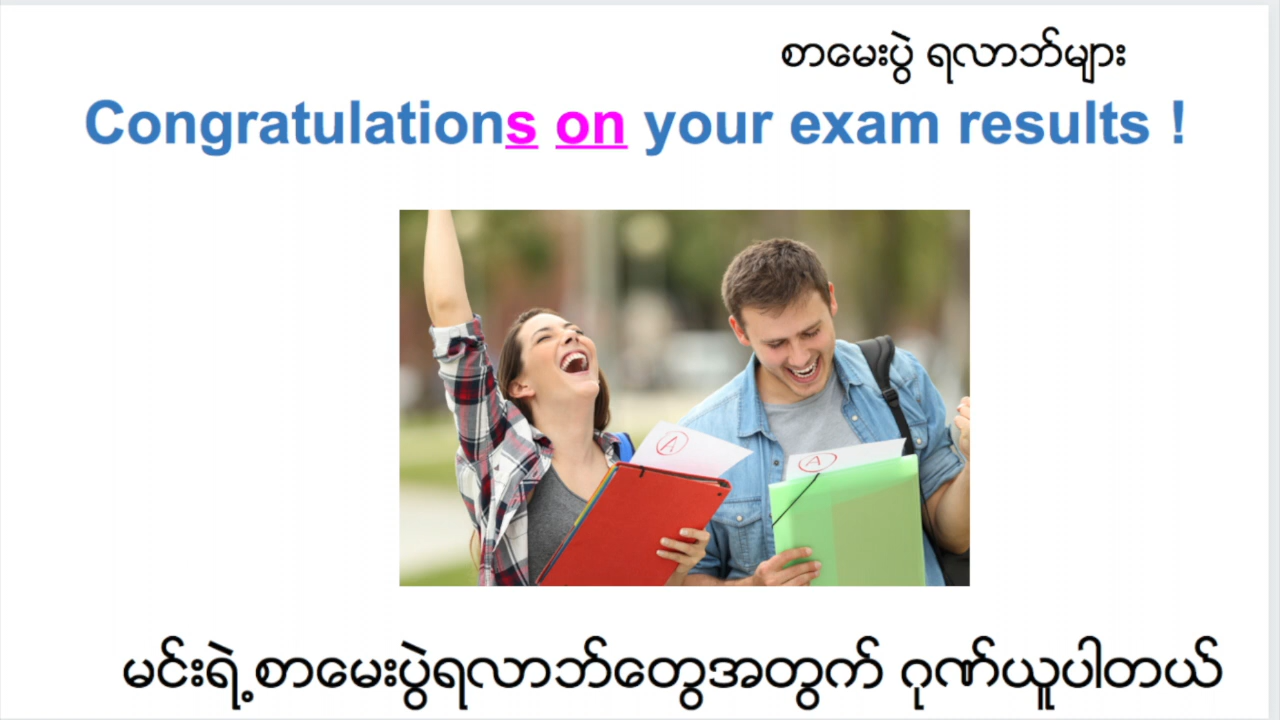 စာမေးပွဲ ရလာဘ်များ
Congratulations on your exam results !
A
A
မင်းရဲ့စာမေးပွဲရလာဘ်တွေအတွက် ဂုဏ်ယူပါတယ်